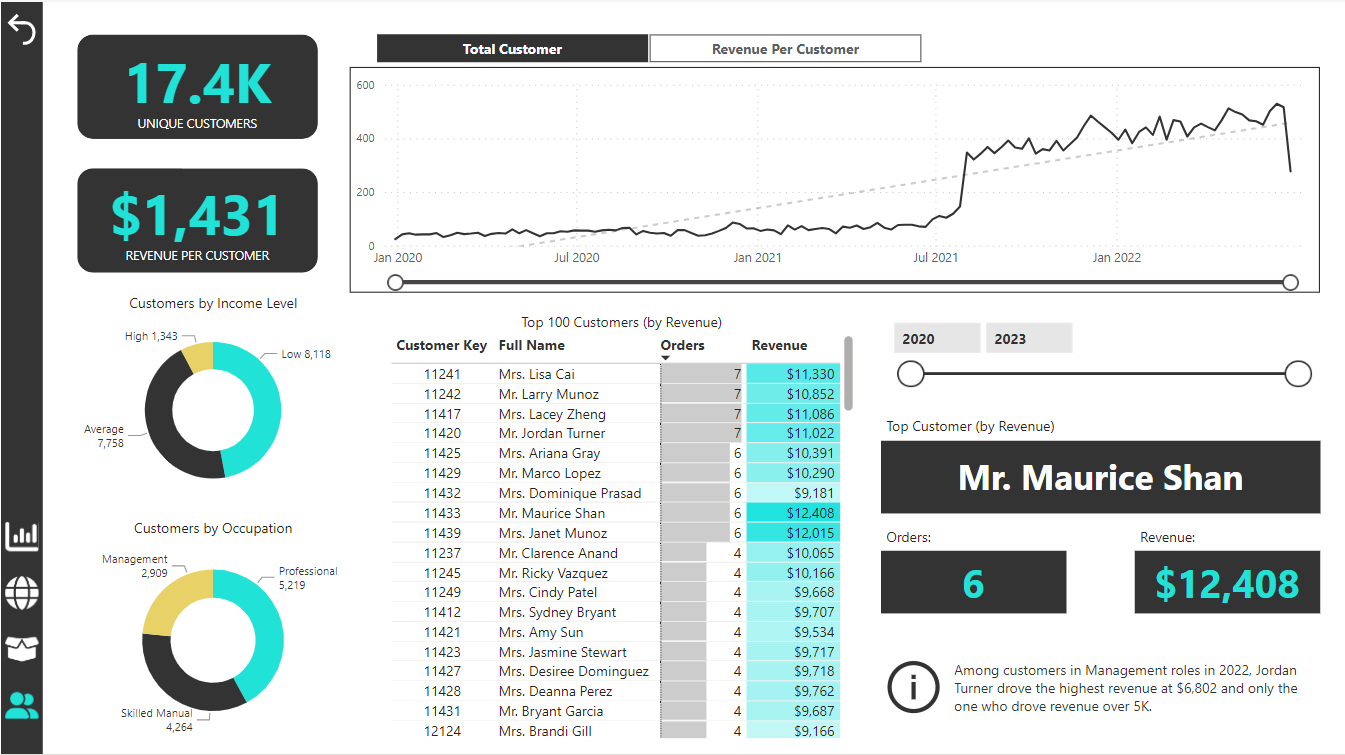 17.4K
UNIQUE CUSTOMERS
$1,431
REVENUE PER CUSTOMER
Total Customer
Revenue Per Customer
600
400
200
0
Jan 2020
Jul 2020
Jan 2021
Jul 2021
Jan 2022
Customers by Income Level
High 1,343
Low 8,118
Average
7,758
Customers by Occupation
Management
2,909
Professional
5,219
Skilled Manual
4,264
Top 100 Customers (by Revenue)
Customer Key Full Name Orders Revenue
11241 Mrs. Lisa Cai 7 $11,330
11242 Mr. Larry Munoz 7 $10,852
11417 Mrs. Lacey Zheng 7 $11,086
11420 Mr. Jordan Turner 7 $11,022
11425 Mrs. Ariana Gray 6 $10,391
11429 Mr. Marco Lopez 6 $10,290
11432 Mrs. Dominique Prasad 6 $9,181
11433 Mr. Maurice Shan 6 $12,408
11439 Mrs. Janet Munoz 6 $12,015
11237 Mr. Clarence Anand 4 $10,065
11245 Mr. Ricky Vazquez 4 $10,166
11249 Mrs. Cindy Patel 4 $9,668
11412 Mrs. Sydney Bryant 4 $9,707
11421 Mrs. Amy Sun 4 $9,534
11423 Mrs. Jasmine Stewart 4 $9,717
11427 Mrs. Desiree Dominguez 4 $9,718
11428 Mrs. Deanna Perez 4 $9,762
11431 Mr. Bryant Garcia 4 $9,687
12124 Mrs. Brandi Gill 4 $9,166
2020
2023
Top Customer (by Revenue)
Mr. Maurice Shan
Orders:
6
Revenue:
$12,408
i
Among customers in Management roles in 2022, Jordan
Turner drove the highest revenue at $6,802 and only the
one who drove revenue over 5K.